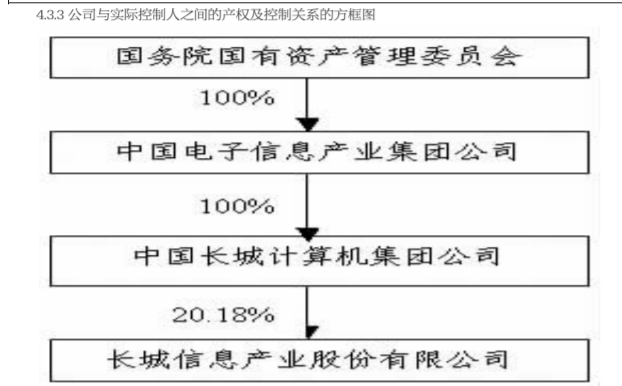 4.3.3 公司与实际控制人之间的产权及控制关系的方框图
国务院国有资产管理委员会
100%
中国电子信息产业集团公司
100%
中国长城计算机集团公司
20.18%
长城信息产业股份有限公司